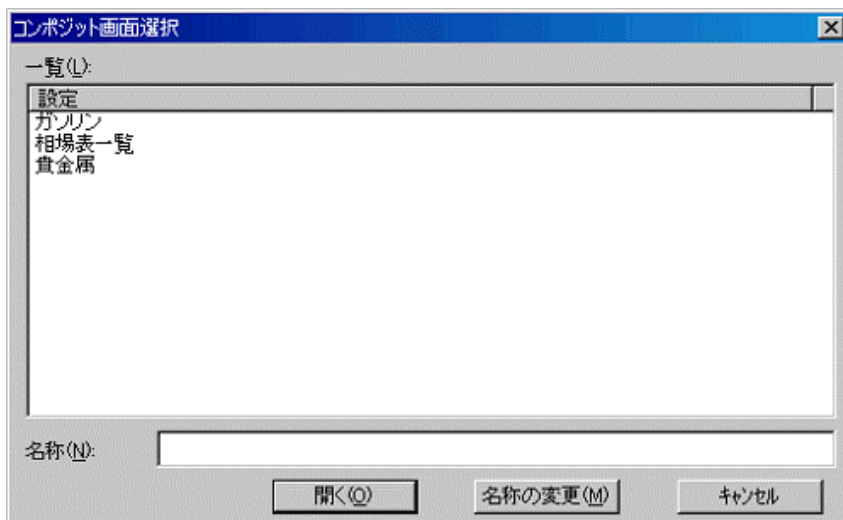 コンポジット画面選択
一覧(L):
設定
ガソリン
相場表一覧
貴金属
名称(N):
開く(O) 名称の変更(M) キャンセル